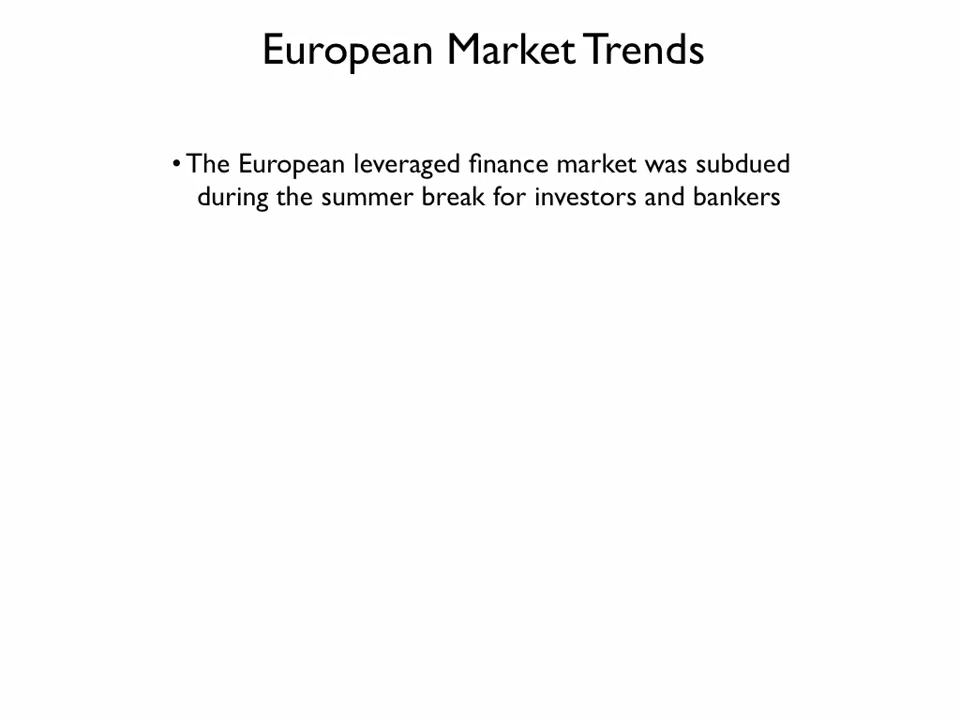 European Market Trends
• The European leveraged finance market was subdued
during the summer break for investors and bankers